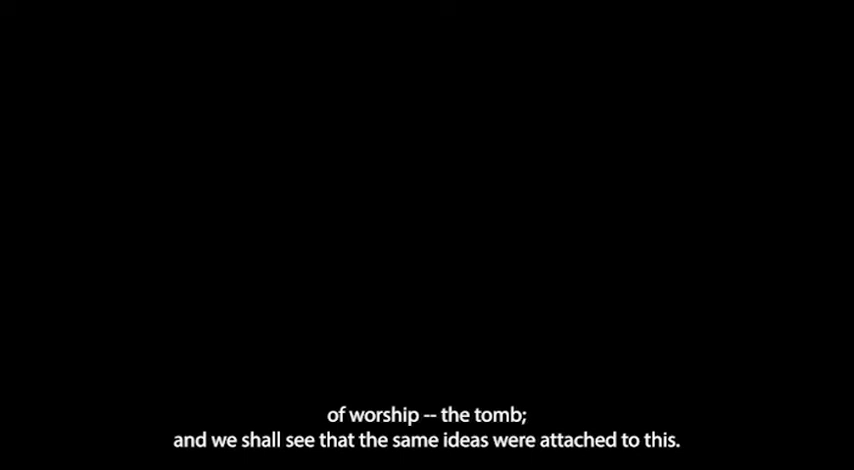 of worship -- the tomb;
and we shall see that the same ideas were attached to this.